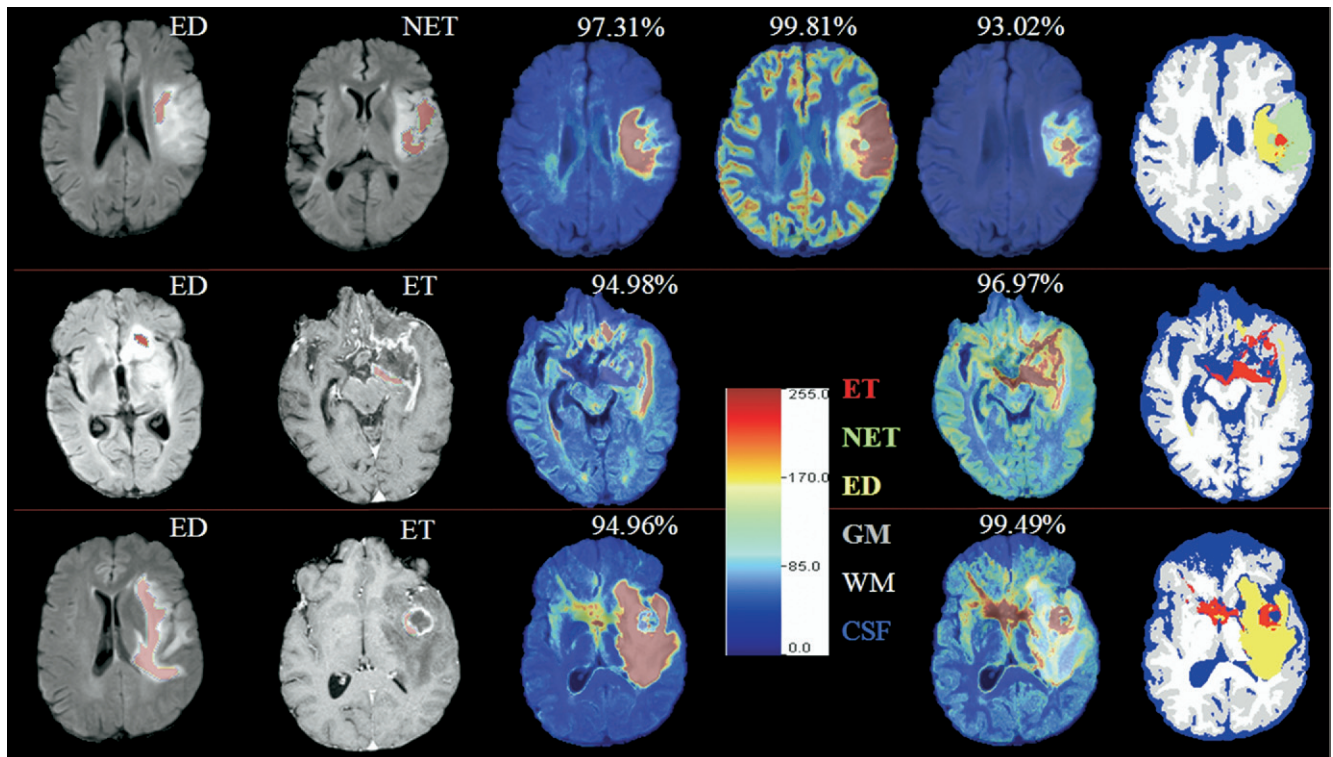 ED NET 97.31% 99.81% 93.02%
ED ET 94.98% 96.97%
255.0 ET
NET
170.0 ED
GM
85.0 WM
CSF
0.0
ED ET 94.96% 99.49%